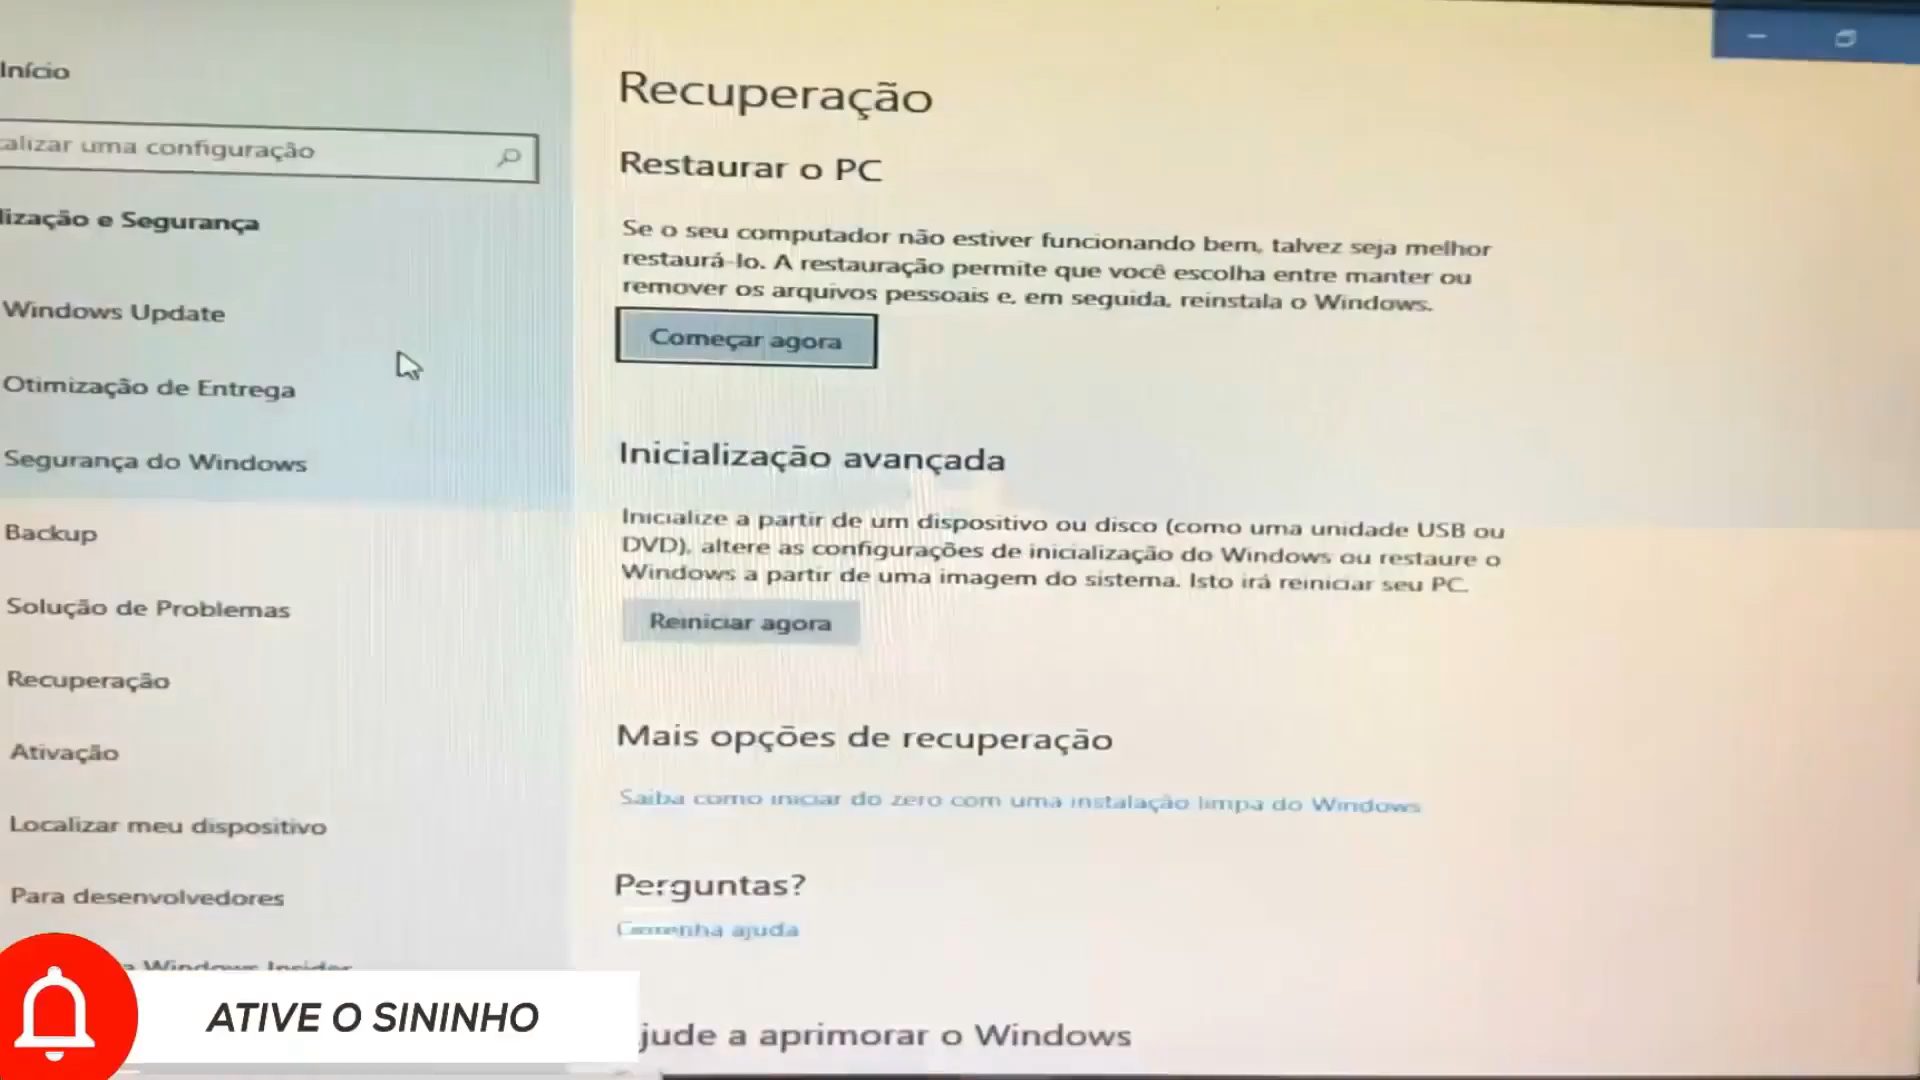 Início
alizar uma configuração
lização e Segurança
Windows Update
Otimização de Entrega
Segurança do Windows
Backup
Solução de Problemas
Recuperação
Ativação
Localizar meu dispositivo
Para desenvolvedores
Windows Insider
ATIVE O SININHO
Recuperação
Restaurar o PC
Se o seu computador não estiver funcionando bem, talvez seja melhor
restaurá-lo. A restauração permite que você escolha entre manter ou
remover os arquivos pessoais e, em seguida, reinstala o Windows.
Começar agora
Inicialização avançada
Inicialize a partir de um dispositivo ou disco (como uma unidade USB ou
DVD), altere as configurações de inicialização do Windows ou restaure o
Windows a partir de uma imagem do sistema. Isto irá reiniciar seu PC.
Reiniciar agora
Mais opções de recuperação
Saiba como iniciar do zero com uma instalação limpa do Windows
Perguntas?
ajuda
jude a aprimorar o Windows